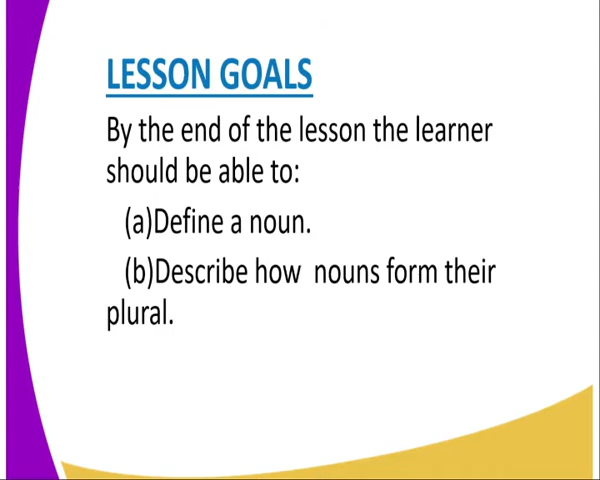 LESSON GOALS
By the end of the lesson the learner
should be able to:
(a)Define a noun.
(b)Describe how  nouns form their
plural.